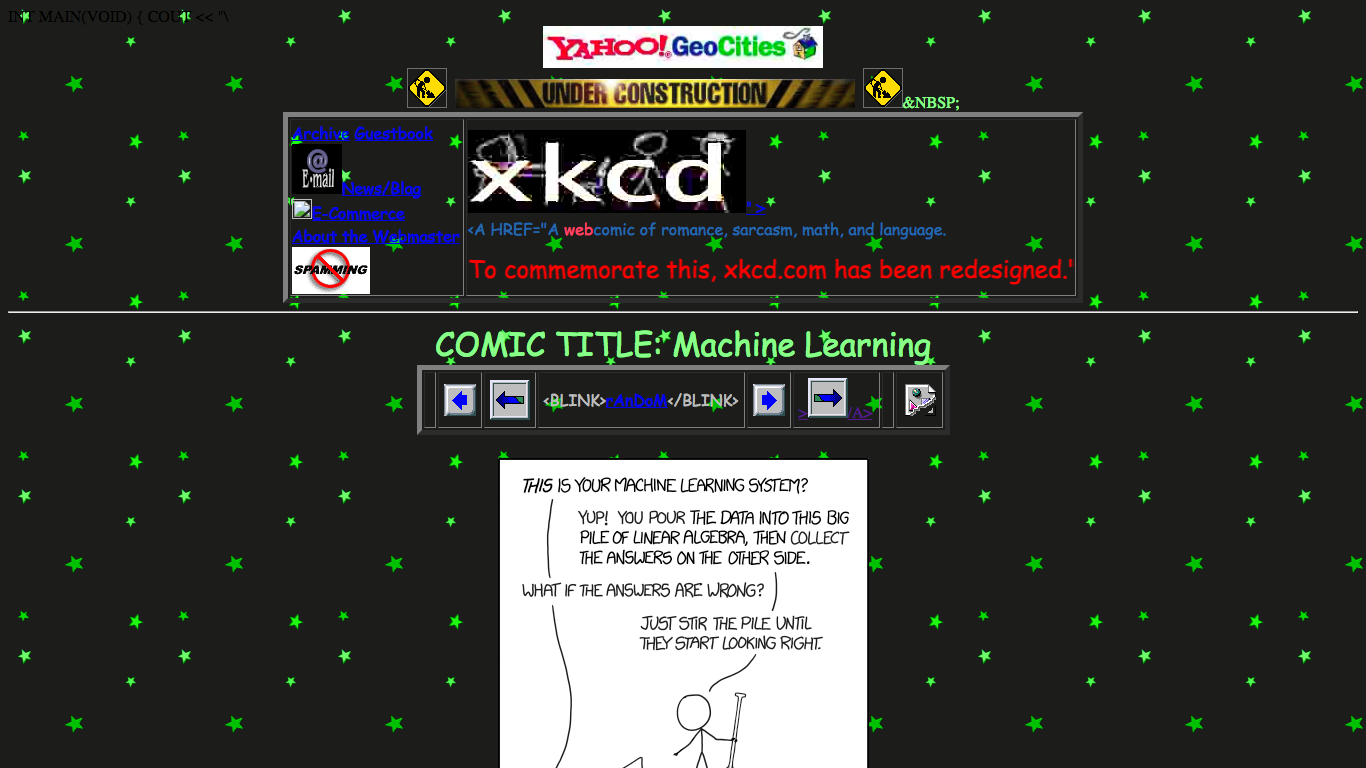 INT MAIN(VOID) { COUT << "\
YAHOO! GeoCities
UNDER CONSTRUCTION &NBSP;
Archive Guestbook
@
E-mail News/Blog
E-Commerce
About the Webmaster
SPAMMING
xkcd ">
<A HREF="A webcomic of romance, sarcasm, math, and language.
To commemorate this, xkcd.com has been redesigned.'
COMIC TITLE: Machine Learning
<BLINK>rAnDoM</BLINK> > /A>
THIS IS YOUR MACHINE LEARNING SYSTEM?
YUP! YOU POUR THE DATA INTO THIS BIG
PILE OF LINEAR ALGEBRA, THEN COLLECT
THE ANSWERS ON THE OTHER SIDE.
WHAT IF THE ANSWERS ARE WRONG?
JUST STIR THE PILE UNTIL
THEY START LOOKING RIGHT.